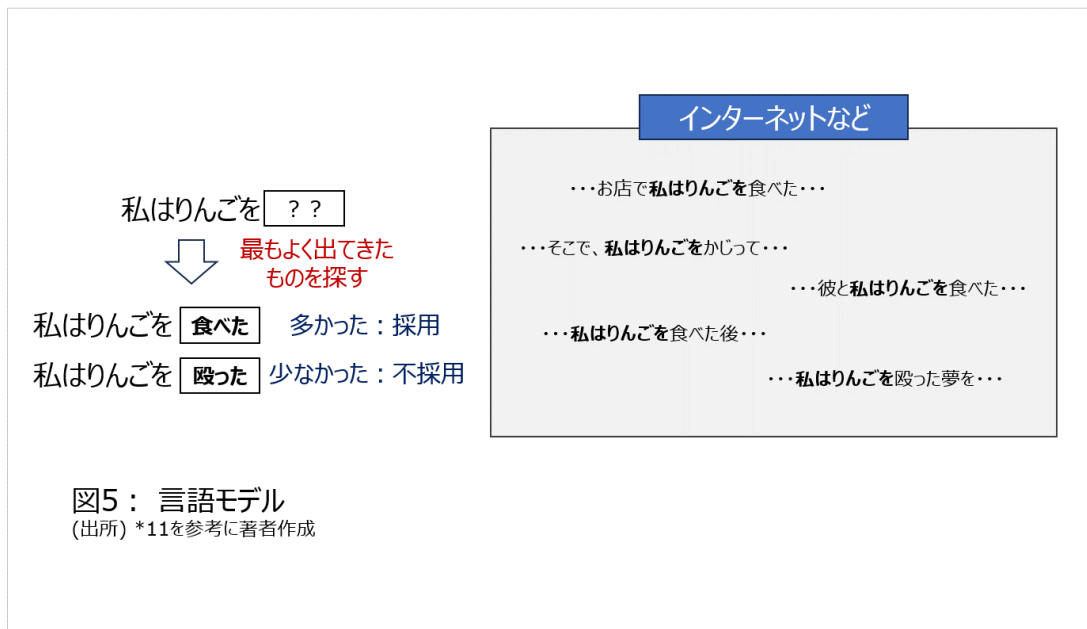 私はりんごを ??
最もよく出てきた
ものを探す
私はりんごを 食べた 多かった：採用
私はりんごを 殴った 少なかった：不採用
インターネットなど
・・・お店で私はりんごを食べた・・・
・・・そこで、私はりんごをかじって・・・
・・・彼と私はりんごを食べた・・・
・・・私はりんごを食べた後・・・
・・・私はりんごを殴った夢を・・・
図5： 言語モデル
(出所) *11を参考に著者作成